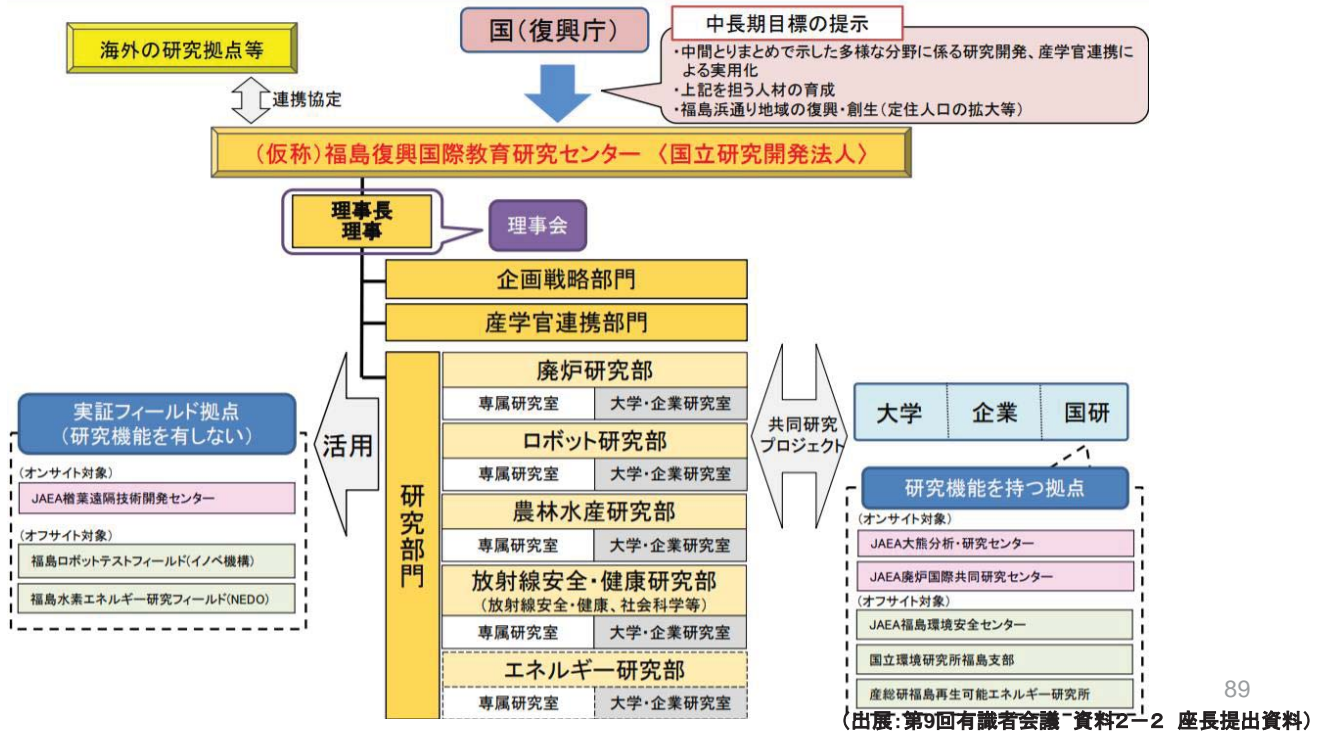 海外の研究拠点等
国(復興庁)
中長期目標の提示
・中間とりまとめで示した多様な分野に係る研究開発、産学官連携に
よる実用化
・上記を担う人材の育成
・福島浜通り地域の復興・創生(定住人口の拡大等)
連携協定
(仮称)福島復興国際教育研究センター 〈国立研究開発法人〉
理事長
理事
理事会
企画戦略部門
産学官連携部門
研究部門
廃炉研究部
専属研究室
大学・企業研究室
ロボット研究部
専属研究室
大学・企業研究室
農林水産研究部
専属研究室
大学・企業研究室
放射線安全・健康研究部
(放射線安全・健康、社会科学等)
専属研究室
大学・企業研究室
エネルギー研究部
専属研究室
大学・企業研究室
活用
実証フィールド拠点
(研究機能を有しない)
(オンサイト対象)
JAEA楢葉遠隔技術開発センター
(オフサイト対象)
福島ロボットテストフィールド(イノベ機構)
福島水素エネルギー研究フィールド(NEDO)
共同研究
プロジェクト
大学
企業
国研
研究機能を持つ拠点
(オンサイト対象)
JAEA大熊分析・研究センター
JAEA廃炉国際共同研究センター
(オフサイト対象)
JAEA福島環境安全センター
国立環境研究所福島支部
産総研福島再生可能エネルギー研究所
89
(出展:第9回有識者会議 資料2-2 座長提出資料)